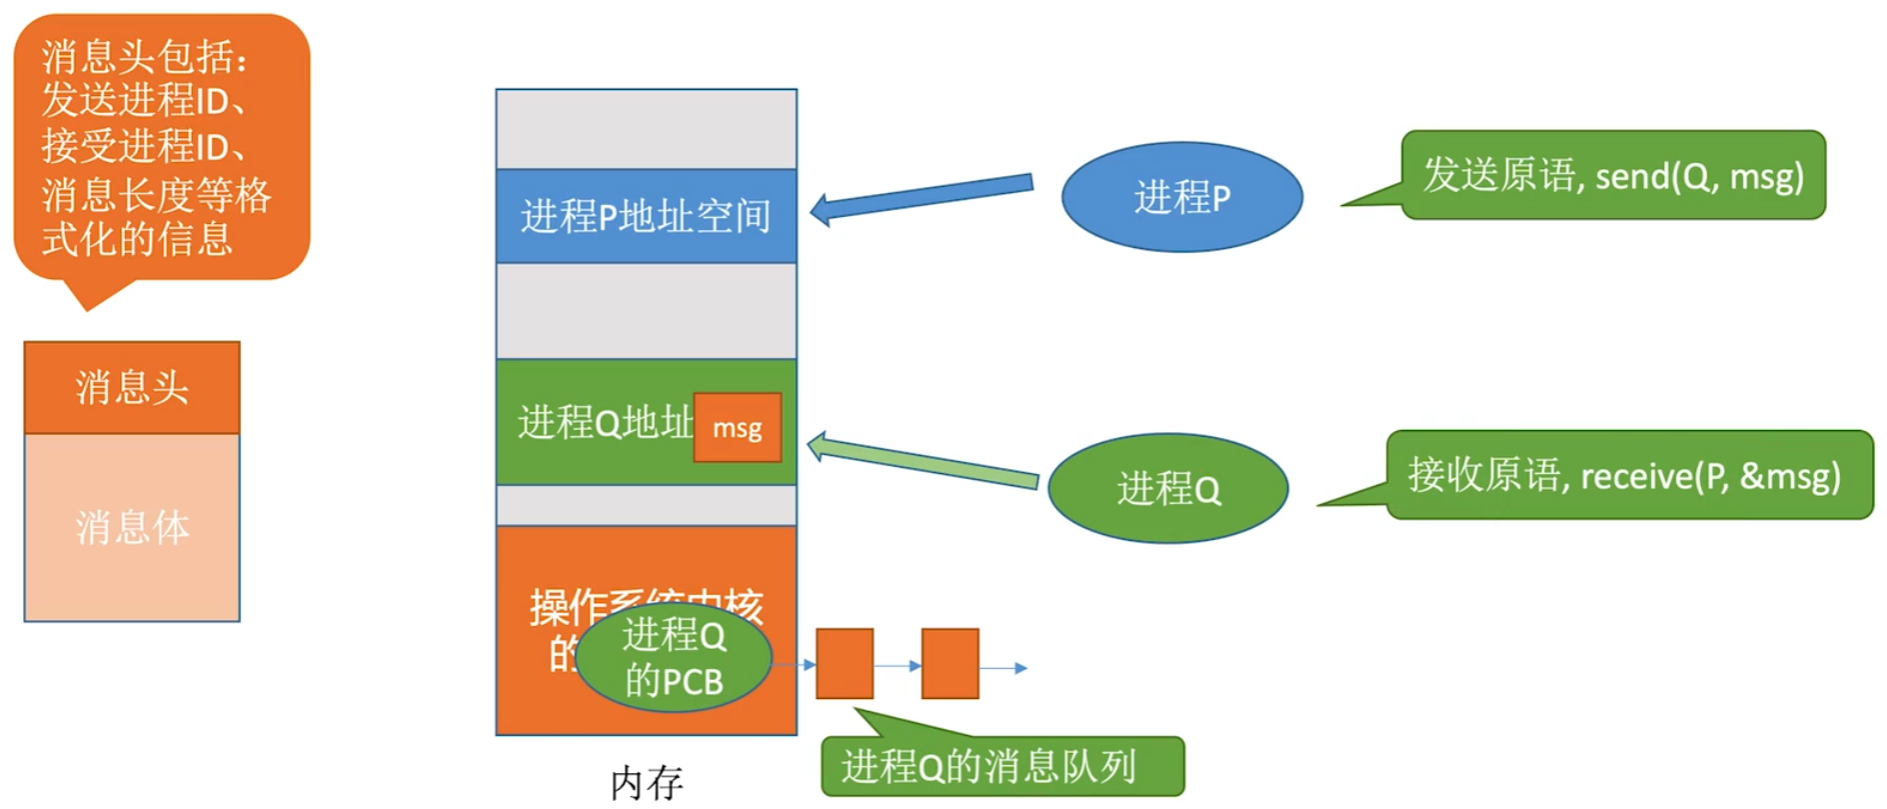 消息头包括：
发送进程ID、
接受进程ID、
消息长度等格
式化的信息
消息头
消息体
进程P地址空间
进程Q地址
msg
操作系统内核
的
进程Q
的PCB
内存
进程P
发送原语, send(Q, msg)
进程Q
接收原语, receive(P, &msg)
进程Q的消息队列